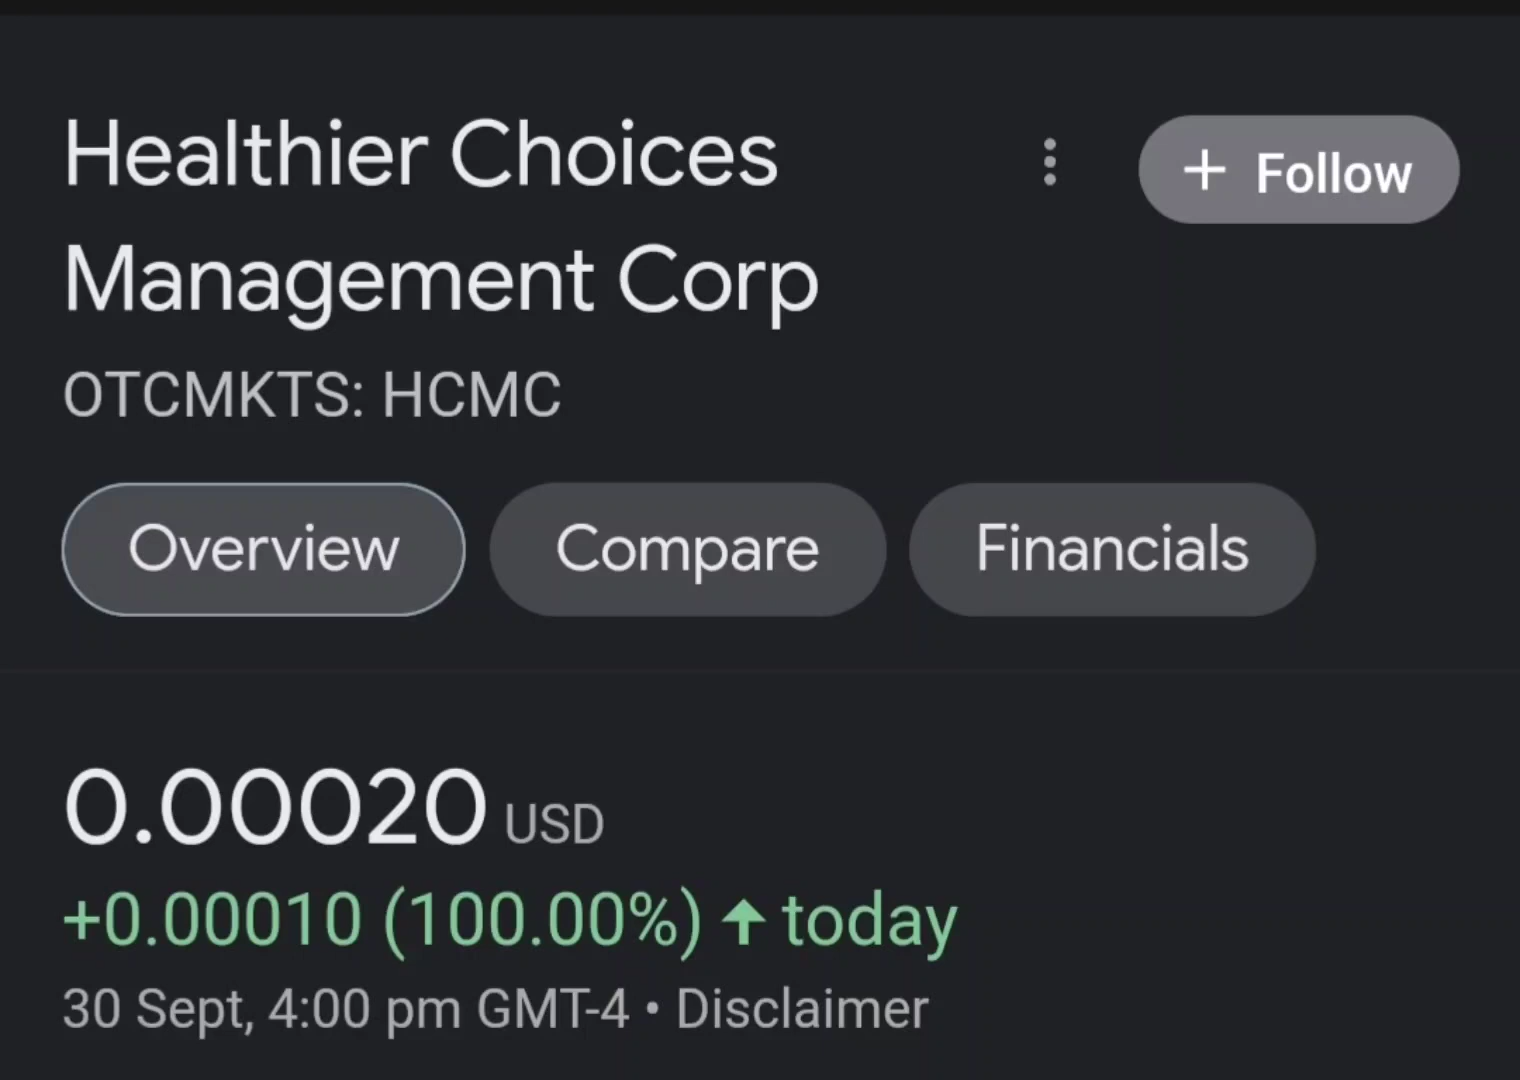 Healthier Choices
Management Corp
+ Follow
OTCMKTS: HCMC
Overview
Compare
Financials
0.00020 USD
+0.00010 (100.00%) ↑ today
30 Sept, 4:00 pm GMT-4 • Disclaimer